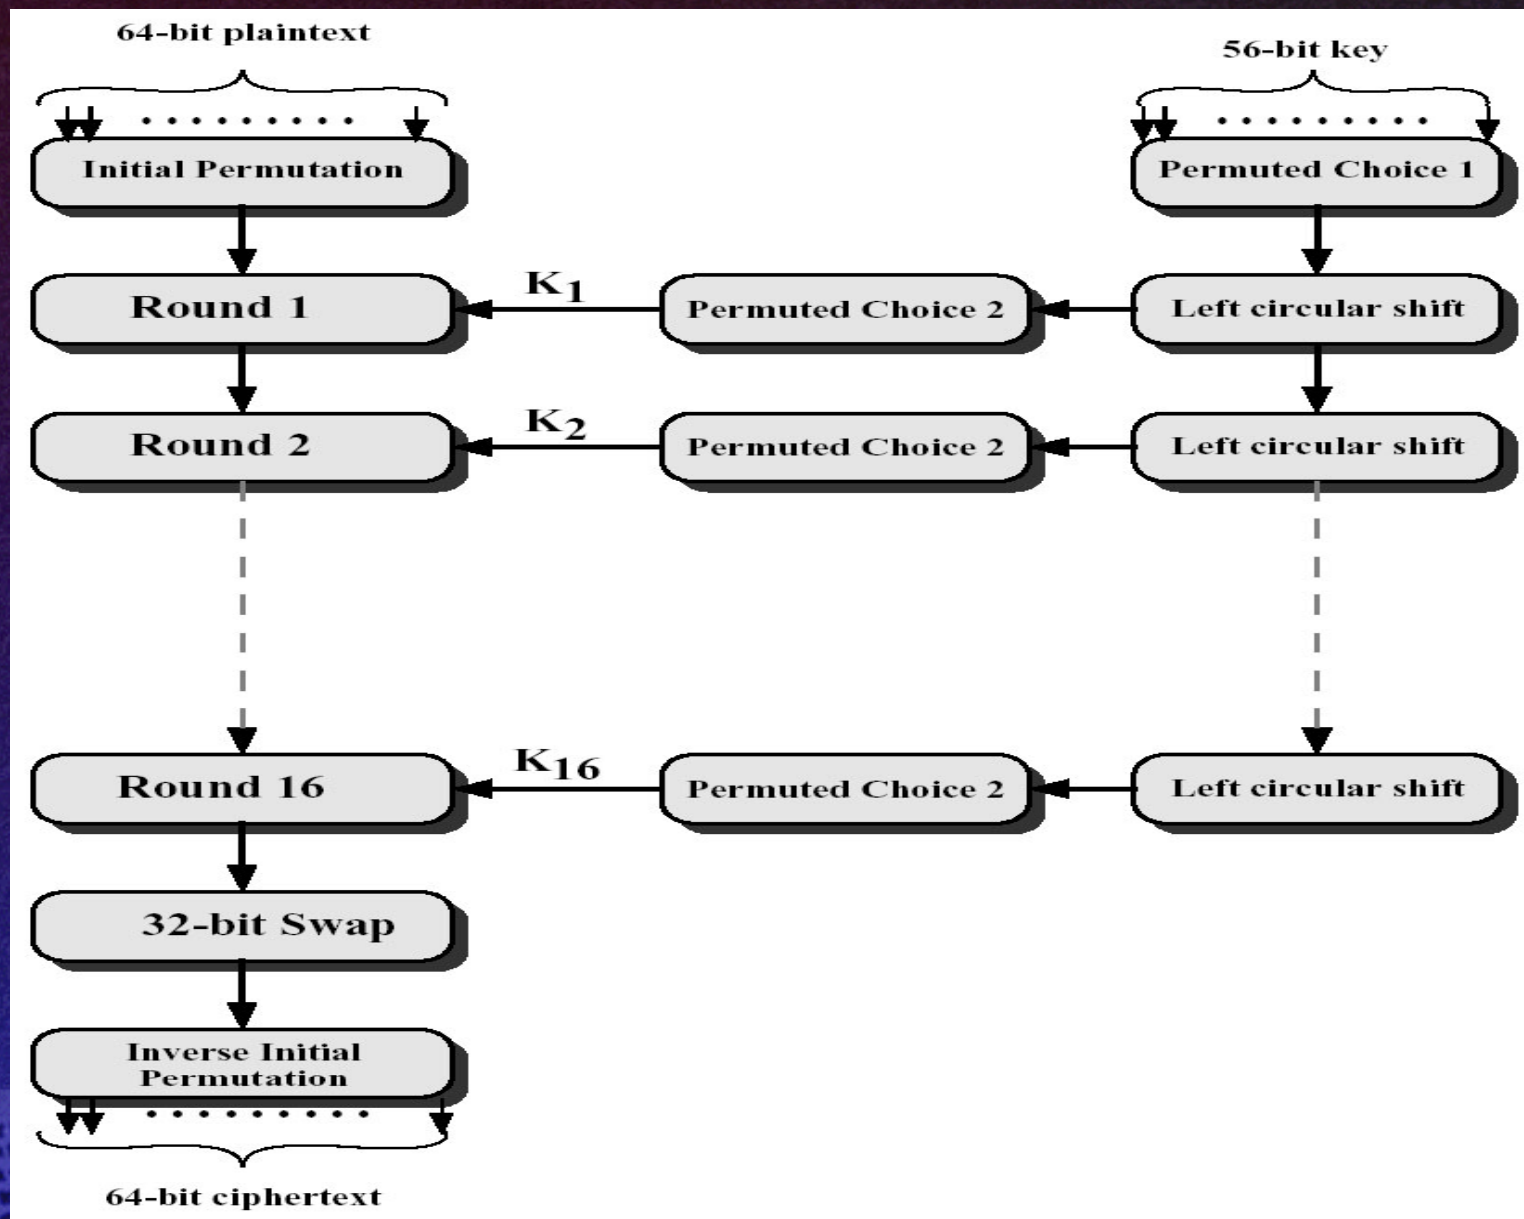 64-bit plaintext
56-bit key
Initial Permutation
Permuted Choice 1
Round 1
K1
Permuted Choice 2
Left circular shift
Round 2
K2
Permuted Choice 2
Left circular shift
Round 16
K16
Permuted Choice 2
Left circular shift
32-bit Swap
Inverse Initial
Permutation
64-bit ciphertext